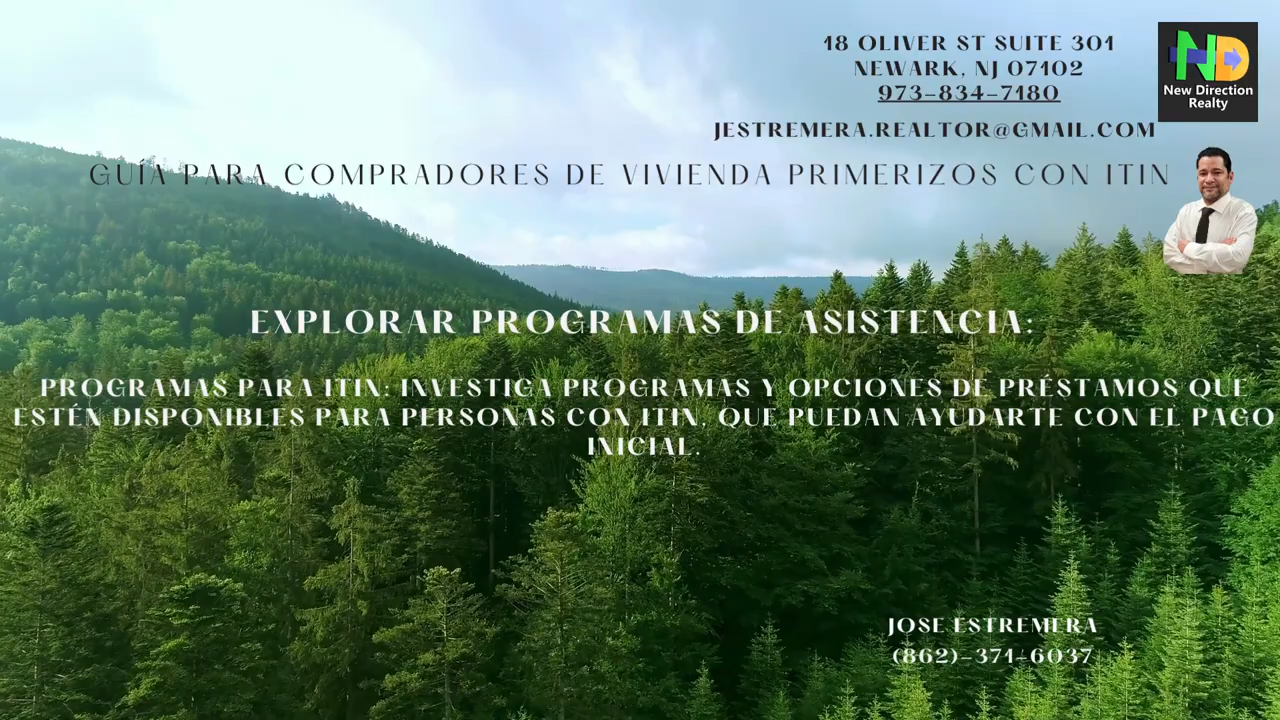 18 OLIVER ST SUITE 301
NEWARK, NJ 07102
973-834-7180
JESTREMERA.REALTOR@GMAIL.COM
New Direction
Realty
GUÍA PARA COMPRADORES DE VIVIENDA PRIMERIZOS CON ITIN
EXPLORAR PROGRAMAS DE ASISTENCIA:
PROGRAMAS PARA ITIN: INVESTIGA PROGRAMAS Y OPCIONES DE PRÉSTAMOS QUE
ESTÉN DISPONIBLES PARA PERSONAS CON ITIN, QUE PUEDAN AYUDARTE CON EL PAGO
INICIAL.
JOSE ESTREMERA
(862)-371-6037